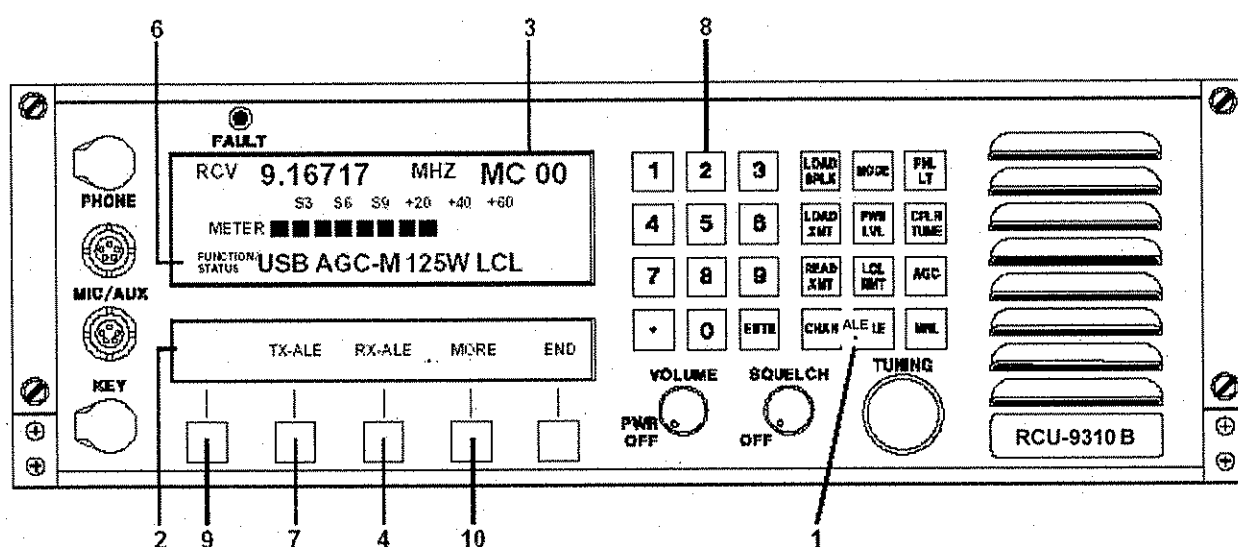 6 3 8
FAULT
RCV 9.16717 MHZ MC 00
S3 S6 S9 +20 +40 +60
METER
FUNCTION/
STATUS
USB AGC-M 125W LCL
PHONE
MIC/AUX
KEY
TX-ALE RX-ALE MORE END
1 2 3
LOAD MODE
4 5 6
LOAD XMT PWR LVL CPLR TUNE
7 8 9
READ XMT LCL RMT AGC
• 0 ENTR
CHAN ALE
VOLUME SQUELCH TUNING
PWR
OFF OFF
RCU-9310 B
2 9 7 4 10 1